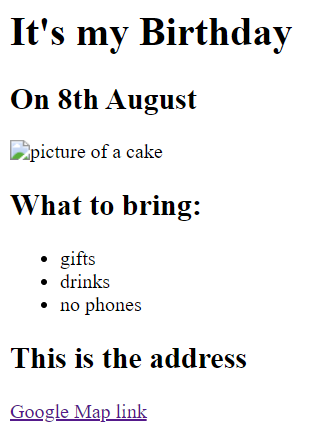 It's my Birthday
On 8th August
picture of a cake
What to bring:
gifts
drinks
no phones
This is the address
Google Map link